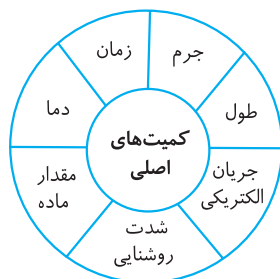 کمیت‌های
اصلی
جرم
طول
جریان
الکتریکی
شدت
روشنایی
مقدار
ماده
دما
زمان